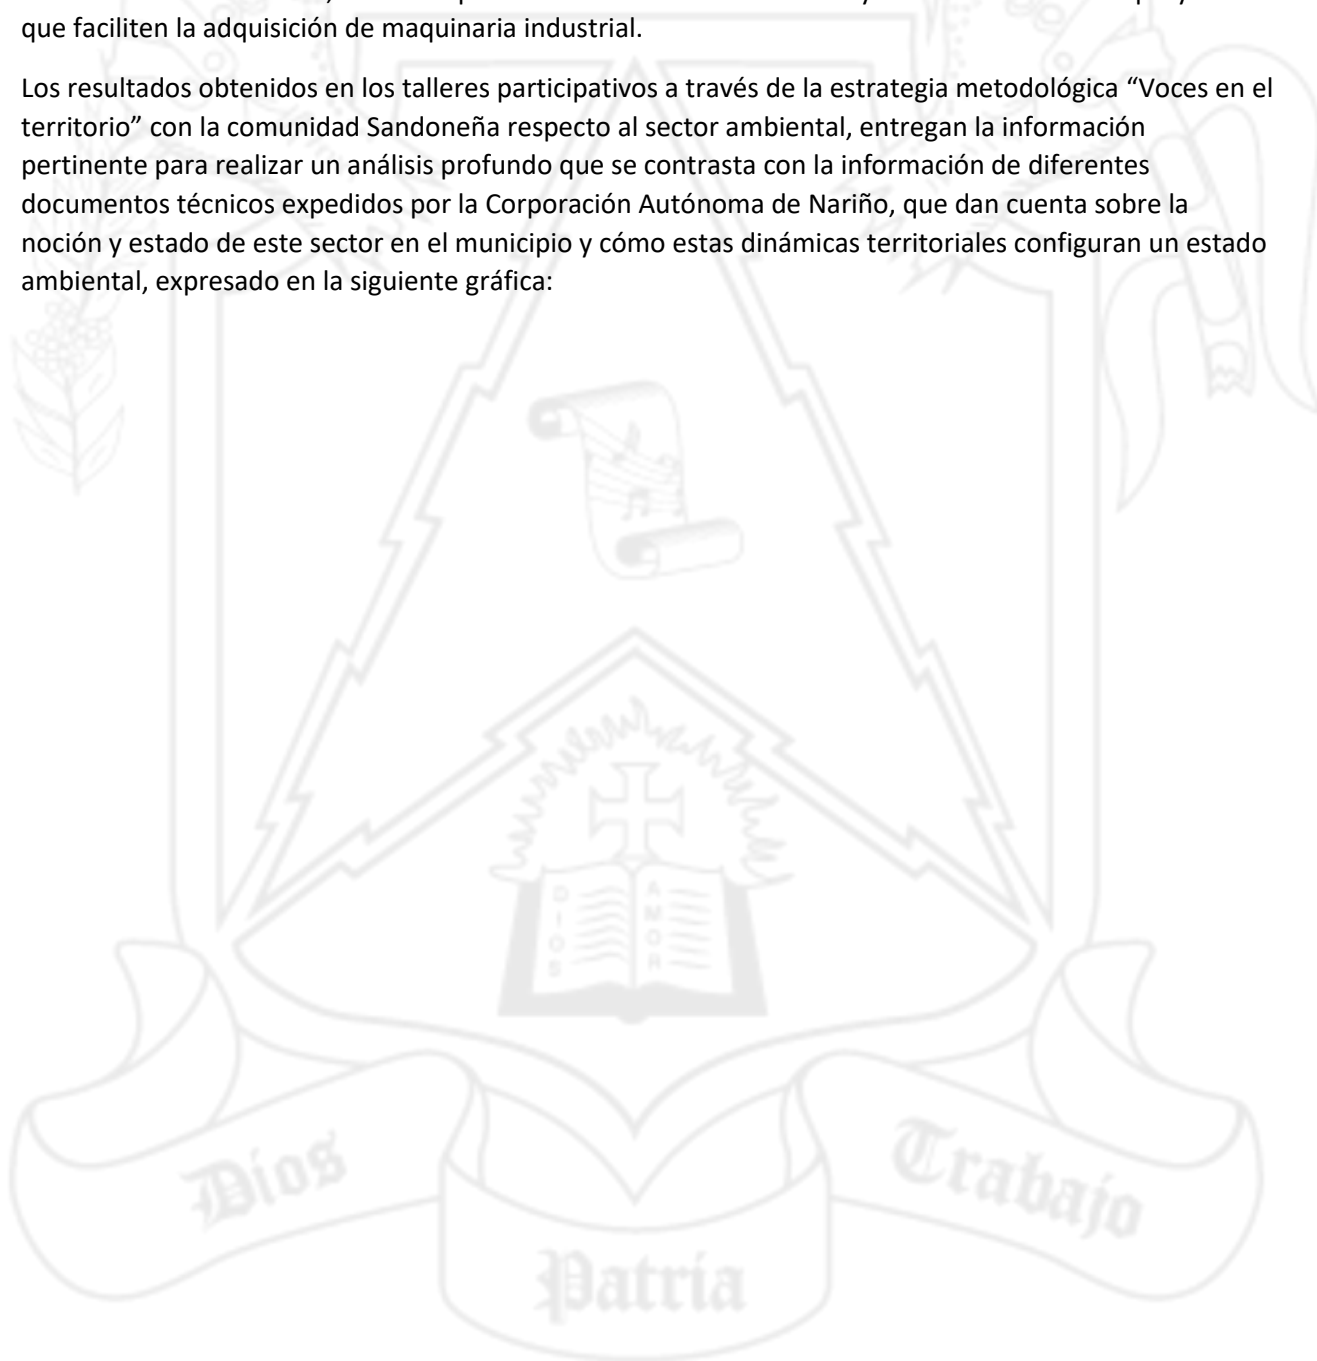 que faciliten la adquisición de maquinaria industrial.
Los resultados obtenidos en los talleres participativos a través de la estrategia metodológica “Voces en el
territorio” con la comunidad Sandoneña respecto al sector ambiental, entregan la información
pertinente para realizar un análisis profundo que se contrasta con la información de diferentes
documentos técnicos expedidos por la Corporación Autónoma de Nariño, que dan cuenta sobre la
noción y estado de este sector en el municipio y cómo estas dinámicas territoriales configuran un estado
ambiental, expresado en la siguiente gráfica:
DIOS
AMOR
Dios
Trabajo
Patria